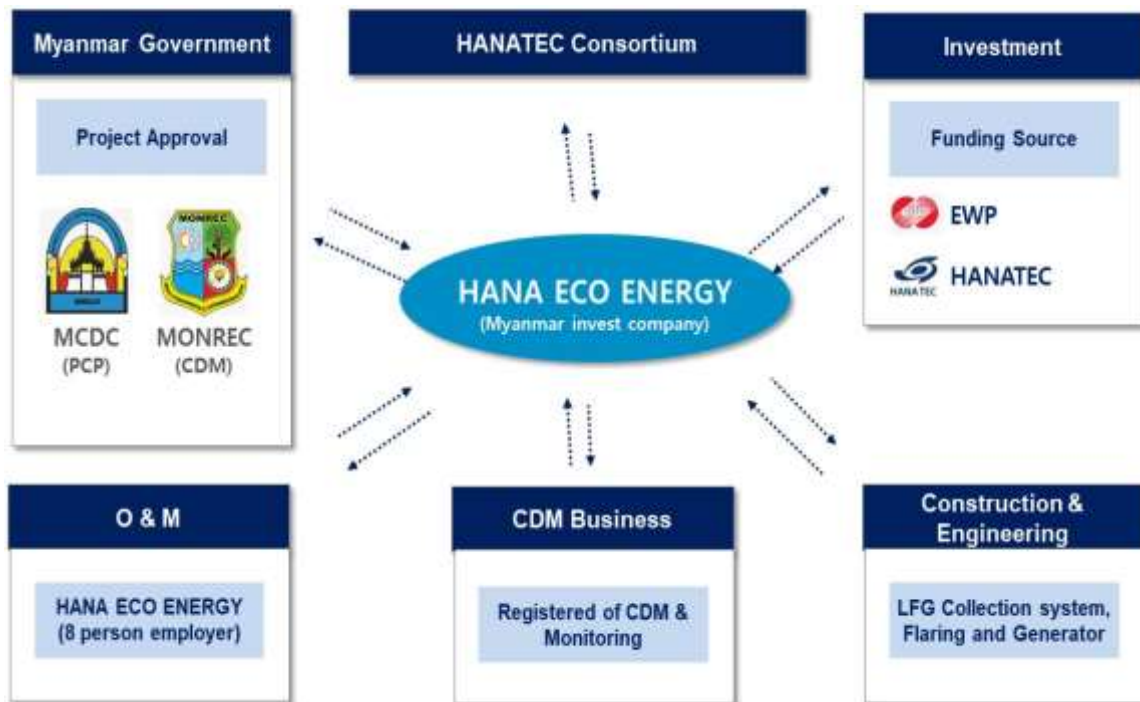 Myanmar Government
Project Approval
MONREC
MCDC
(PCP)
MONREC
(CDM)
HANATEC Consortium
Investment
Funding Source
EWP
HANATEC
HANATEC
HANA ECO ENERGY
(Myanmar invest company)
O & M
HANA ECO ENERGY
(8 person employer)
CDM Business
Registered of CDM &
Monitoring
Construction &
Engineering
LFG Collection system,
Flaring and Generator